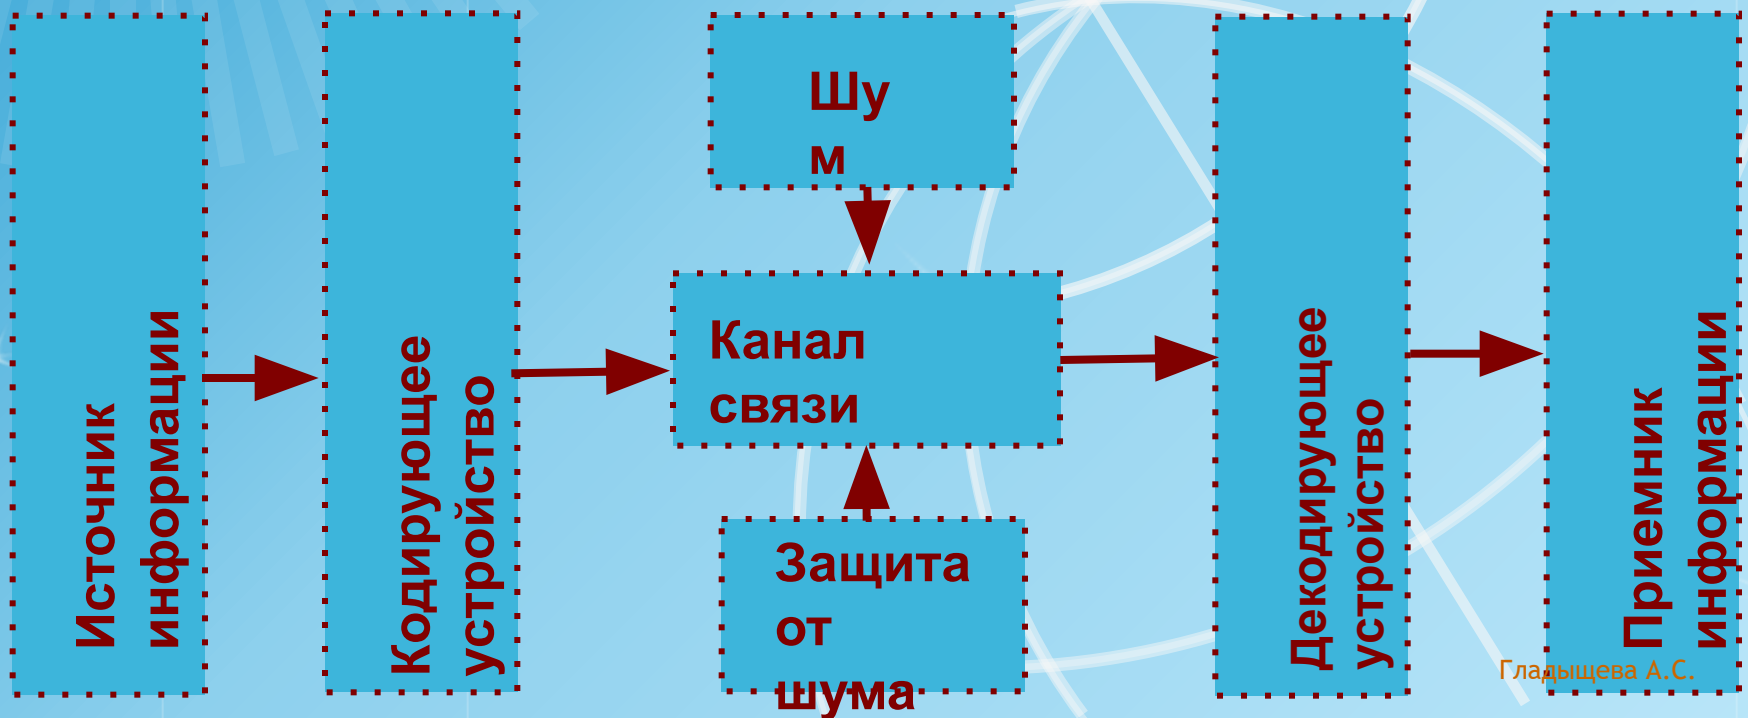 Источник
информации
Кодирующее
устройство
Шу
м
Канал
связи
Защита
от
шума
Декодирующее
устройство
Приемник
информации
Гладыщева А.С.